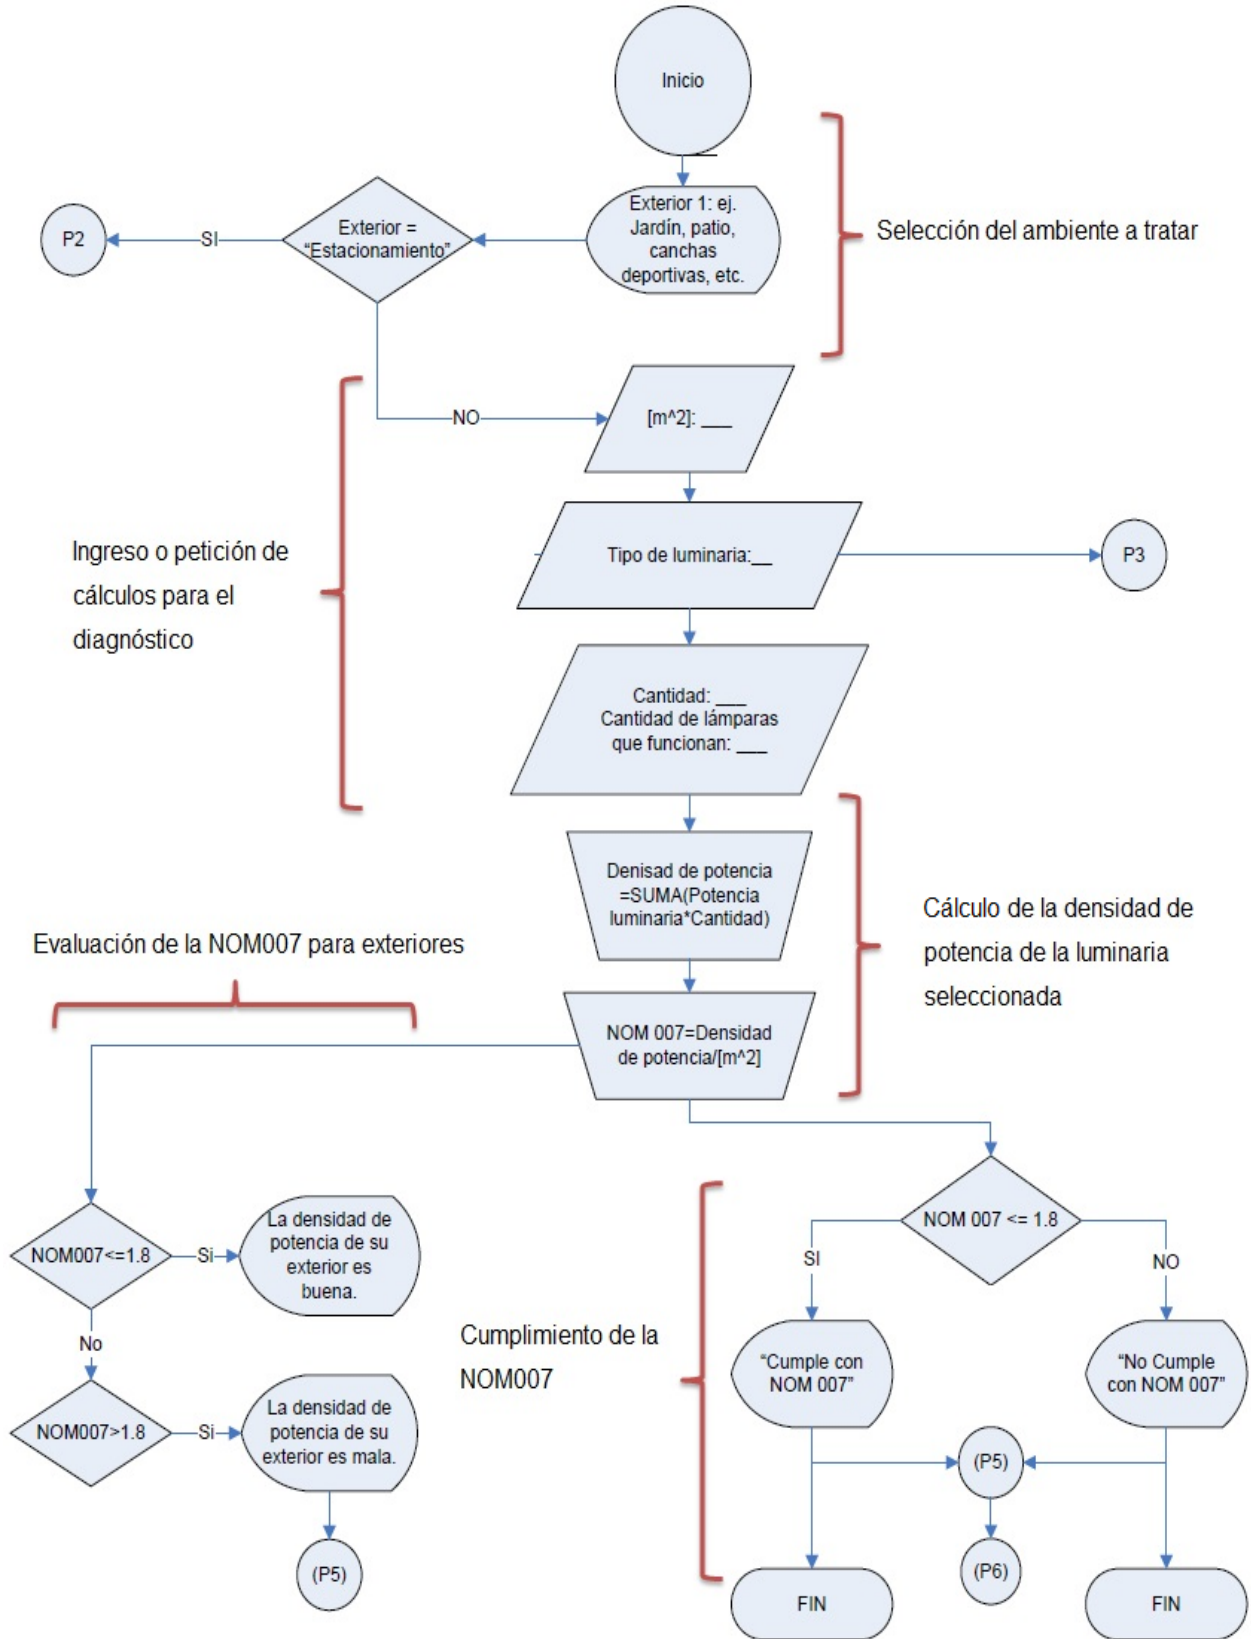 Inicio
Exterior 1: ej.
Jardín, patio,
canchas
deportivas, etc.
Selección del ambiente a tratar
Exterior =
“Estacionamiento”
SI
P2
NO
[m^2]: ___
Ingreso o petición de
cálculos para el
diagnóstico
Tipo de luminaria:__
P3
Cantidad: ___
Cantidad de lámparas
que funcionan: ___
Denisad de potencia
=SUMA(Potencia
luminaria*Cantidad)
Cálculo de la densidad de
potencia de la luminaria
seleccionada
Evaluación de la NOM007 para exteriores
NOM 007=Densidad
de potencia/[m^2]
NOM007<=1.8
Si
La densidad de
potencia de su
exterior es
buena.
No
NOM007>1.8
Si
La densidad de
potencia de su
exterior es mala.
(P5)
Cumplimiento de la
NOM007
NOM 007 <= 1.8
SI
NO
“Cumple con
NOM 007”
“No Cumple
con NOM 007”
(P5)
(P6)
FIN
FIN